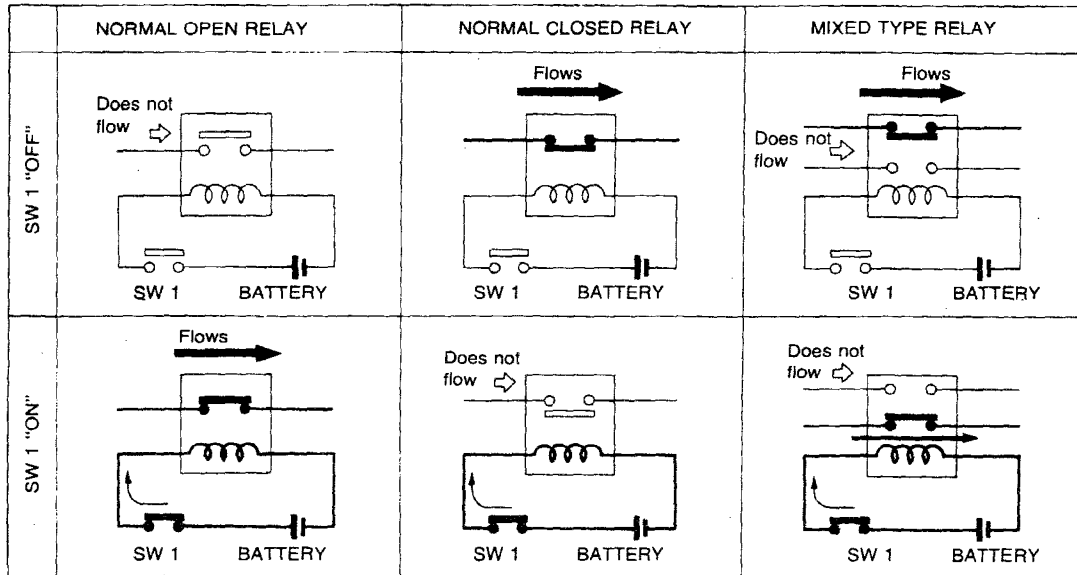 NORMAL OPEN RELAY
NORMAL CLOSED RELAY
MIXED TYPE RELAY
SW 1 "OFF"
Does not
flow
SW 1
BATTERY
Flows
SW 1
BATTERY
Flows
Does not
flow
SW 1
BATTERY
SW 1 "ON"
Flows
SW 1
BATTERY
Does not
flow
SW 1
BATTERY
Does not
flow
SW 1
BATTERY